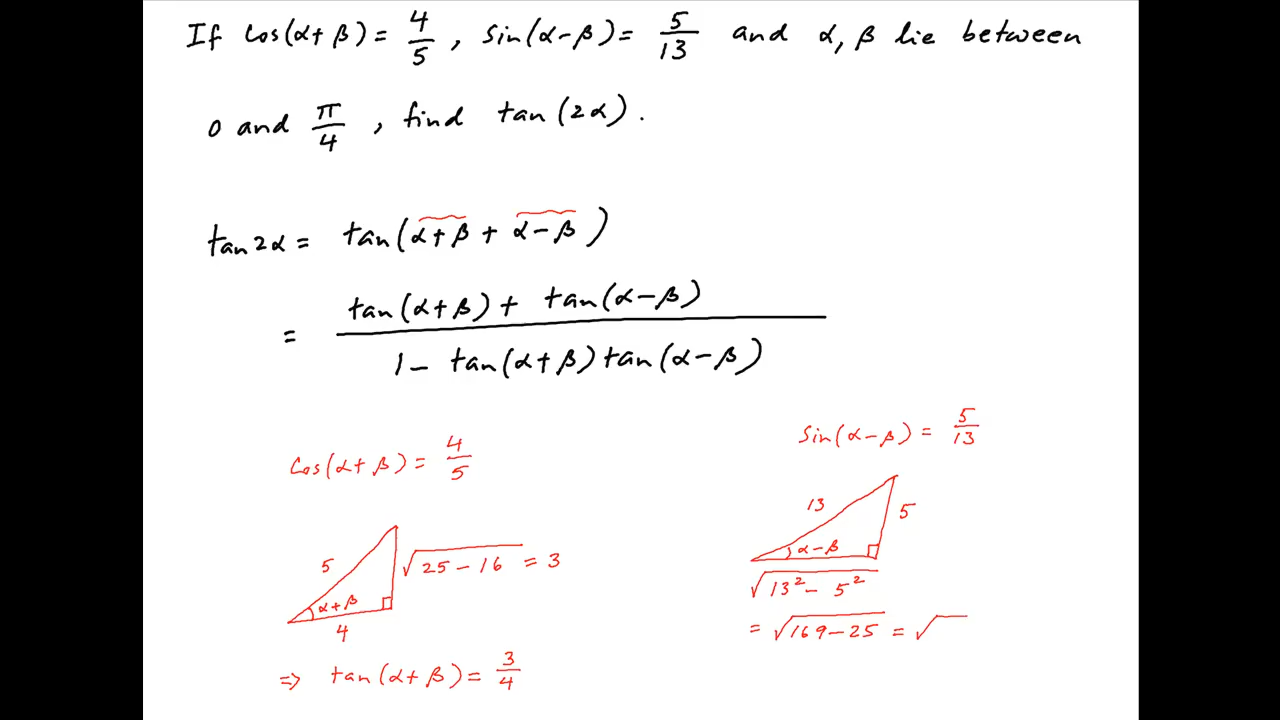 If cos(α+β) = 4/5, sin(α-β) = 5/13 and α, β lie between
0 and π/4, find tan(2α).
tan 2α = tan(α+β + α-β)
= (tan(α+β) + tan(α-β)) / (1 - tan(α+β) tan(α-β))
cos(α+β) = 4/5
5
√(25-16) = 3
α+β
4
⇒ tan(α+β) = 3/4
sin(α-β) = 5/13
13
5
α-β
√(13² - 5²)
= √(169-25) = √